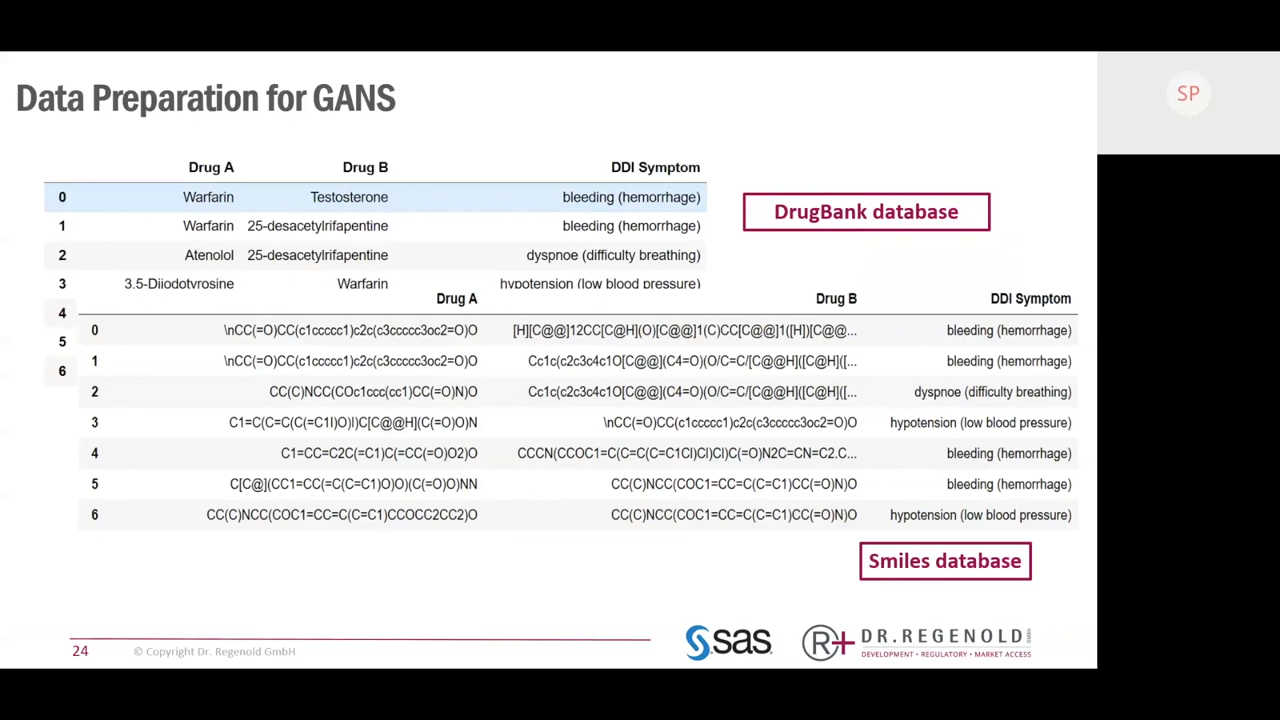 Data Preparation for GANS
SP
Drug A Drug B DDI Symptom
0 Warfarin Testosterone bleeding (hemorrhage)
DrugBank database
1 Warfarin 25-desacetylrifapentine bleeding (hemorrhage)
2 Atenolol 25-desacetylrifapentine dyspnoe (difficulty breathing)
3 3.5-Diiodotyrosine Warfarin hypotension (low blood pressure)
4
5
6
Drug A Drug B DDI Symptom
0 \nCC(=O)CC(c1ccccc1)c2c(c3ccccc3oc2=O)O [H][C@@]12CC[C@H](O)[C@@]1(C)CC[C@@]1([H])[C@@... bleeding (hemorrhage)
1 \nCC(=O)CC(c1ccccc1)c2c(c3ccccc3oc2=O)O Cc1c(c2c3c4c1O[C@@](C4=O)(O/C=C/[C@@H]([C@H]([... bleeding (hemorrhage)
2 CC(C)NCC(COc1ccc(cc1)CC(=O)N)O Cc1c(c2c3c4c1O[C@@](C4=O)(O/C=C/[C@@H]([C@@H]([... dyspnoe (difficulty breathing)
3 C1=C(C=C(C(=C1I)O)I)C[C@@H](C(=O)O)N \nCC(=O)CC(c1ccccc1)c2c(c3ccccc3oc2=O)O hypotension (low blood pressure)
4 C1=CC=C2C(=C1)C(=CC(=O)O2)O CCCN(CCOC1=C(C=C(C=C1Cl)Cl)Cl)C(=O)N2C=CN=C2.C... bleeding (hemorrhage)
5 C[C@](CC1=CC(=C(C=C1)O)O)(C(=O)O)NN CC(C)NCC(COC1=CC=C(C=C1)CC(=O)N)O bleeding (hemorrhage)
6 CC(C)NCC(COC1=CC=C(C=C1)CCOCC2CC2)O CC(C)NCC(COC1=CC=C(C=C1)CC(=O)N)O hypotension (low blood pressure)
Smiles database
24 © Copyright Dr. Regenold GmbH
sas
R+ DR.REGENOLD GmbH
DEVELOPMENT • REGULATORY • MARKET ACCESS